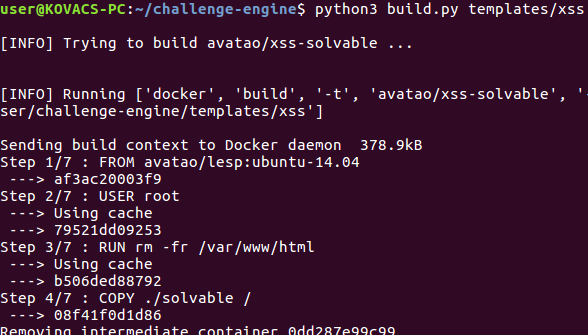 user@KOVACS-PC:~/challenge-engine$ python3 build.py templates/xss
[INFO] Trying to build avatao/xss-solvable ...
[INFO] Running ['docker', 'build', '-t', 'avatao/xss-solvable', '-
ser/challenge-engine/templates/xss']
Sending build context to Docker daemon  378.9kB
Step 1/7 : FROM avatao/lesp:ubuntu-14.04
 ---> af3ac20003f9
Step 2/7 : USER root
 ---> Using cache
 ---> 79521dd09253
Step 3/7 : RUN rm -fr /var/www/html
 ---> Using cache
 ---> b506ded88792
Step 4/7 : COPY ./solvable /
 ---> 08f41f0d1d86
Removing intermediate container 0dd287e99c99